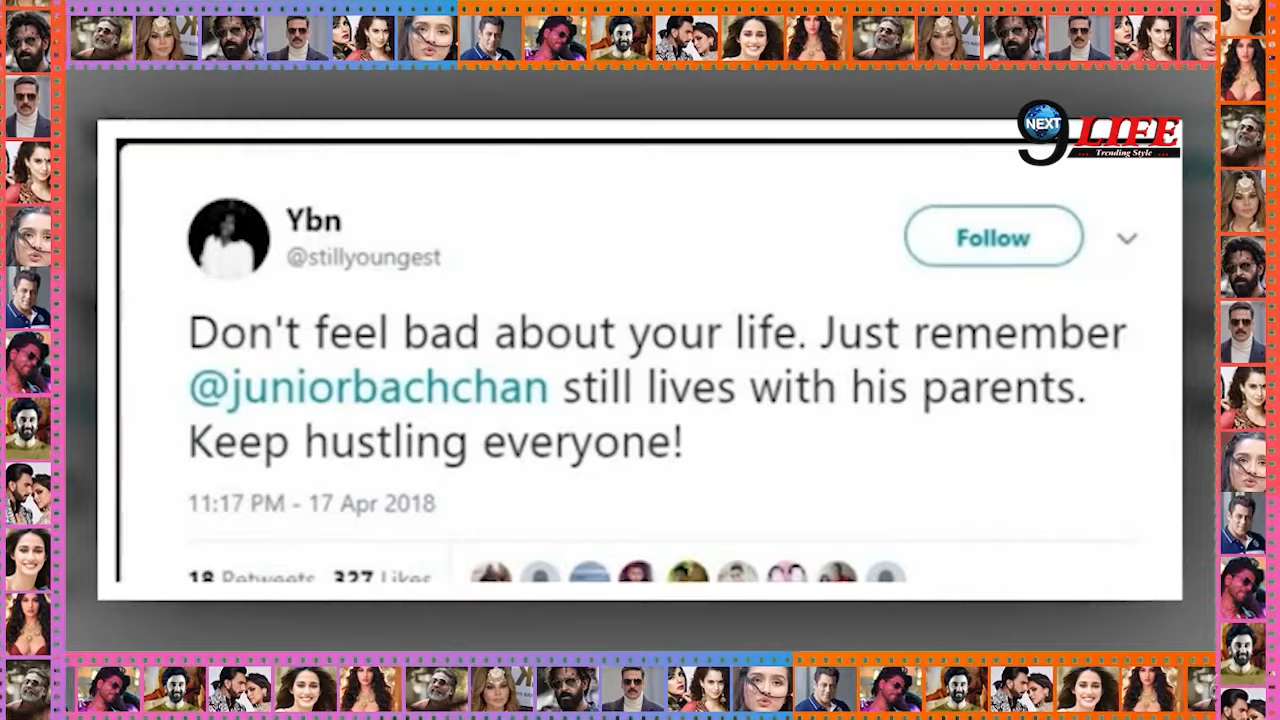 NEXT
9 LIFE
... Trending Style ...
Ybn
@stillyoungest
Follow
Don't feel bad about your life. Just remember
@juniorbachchan still lives with his parents.
Keep hustling everyone!
11:17 PM - 17 Apr 2018
18 Retweets 327 Likes